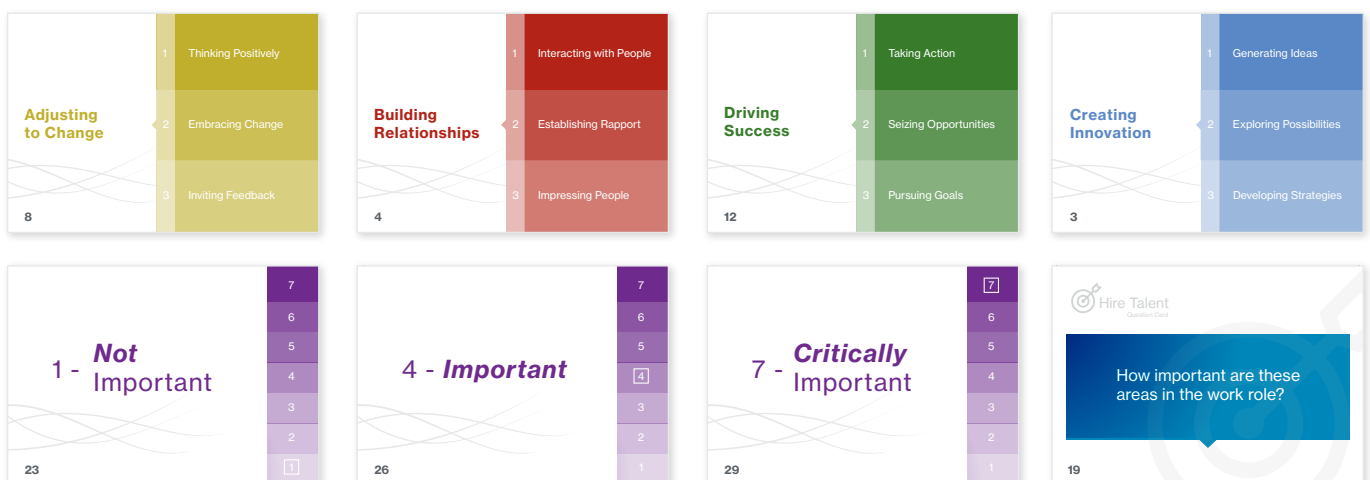 1 Thinking Positively
Adjusting
to Change
2 Embracing Change
3 Inviting Feedback
8
1 Interacting with People
Building
Relationships
2 Establishing Rapport
3 Impressing People
4
1 Taking Action
Driving
Success
2 Seizing Opportunities
3 Pursuing Goals
12
1 Generating Ideas
Creating
Innovation
2 Exploring Possibilities
3 Developing Strategies
3
1 - Not
Important
7
6
5
4
3
2
1
23
4 - Important
7
6
5
4
3
2
1
26
7 - Critically
Important
7
6
5
4
3
2
1
29
Hire Talent
Question Card
How important are these
areas in the work role?
19